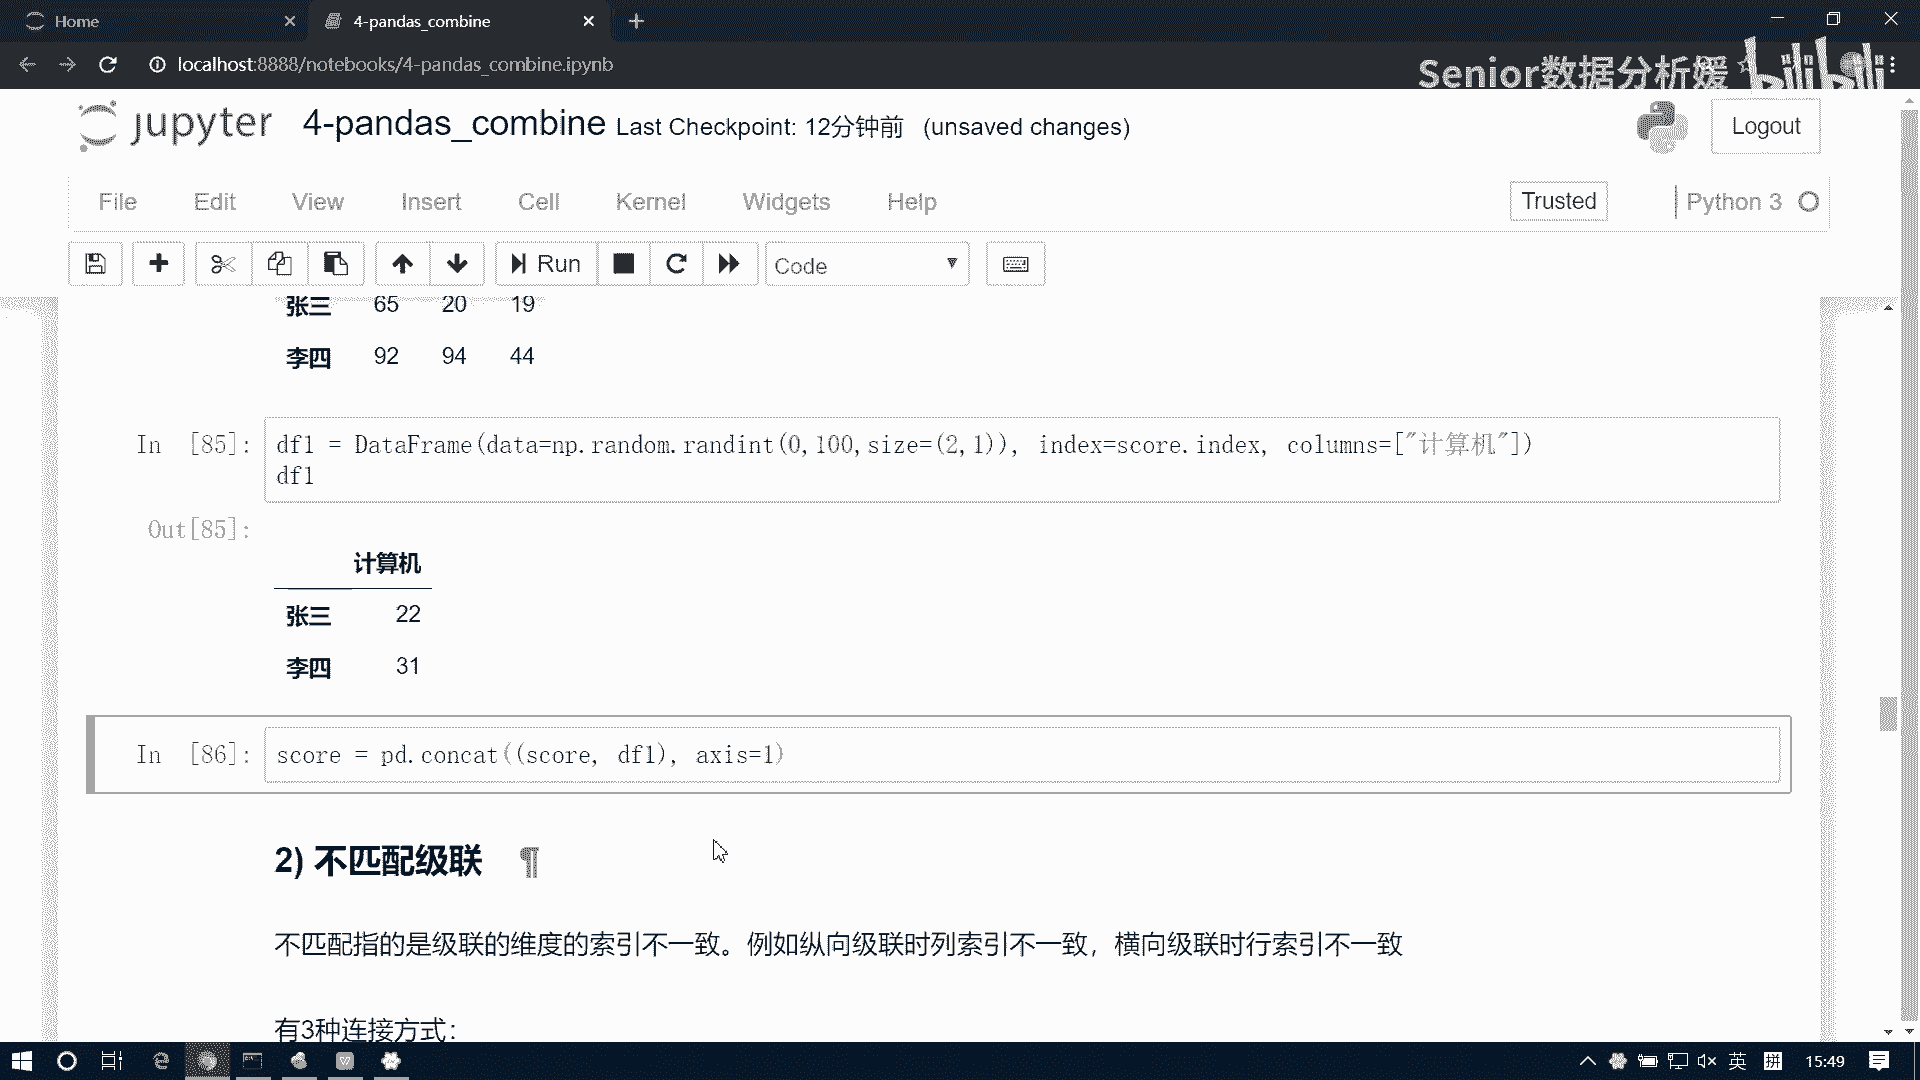 Home
4-pandas_combine
localhost:8888/notebooks/4-pandas_combine.ipynb
Senior数据分析媛 bilibili
jupyter 4-pandas_combine Last Checkpoint: 12分钟前 (unsaved changes)
Logout
File Edit View Insert Cell Kernel Widgets Help
Trusted
Python 3
Run
Code
张三 65 20 19
李四 92 94 44
In [85]: df1 = DataFrame(data=np.random.randint(0,100,size=(2,1)), index=score.index, columns=["计算机"])
df1
Out[85]:
计算机
张三 22
李四 31
In [86]: score = pd.concat((score, df1), axis=1)
2) 不匹配级联 ¶
不匹配指的是级联的维度的索引不一致。例如纵向级联时列索引不一致，横向级联时行索引不一致
有3种连接方式：
英 拼 15:49